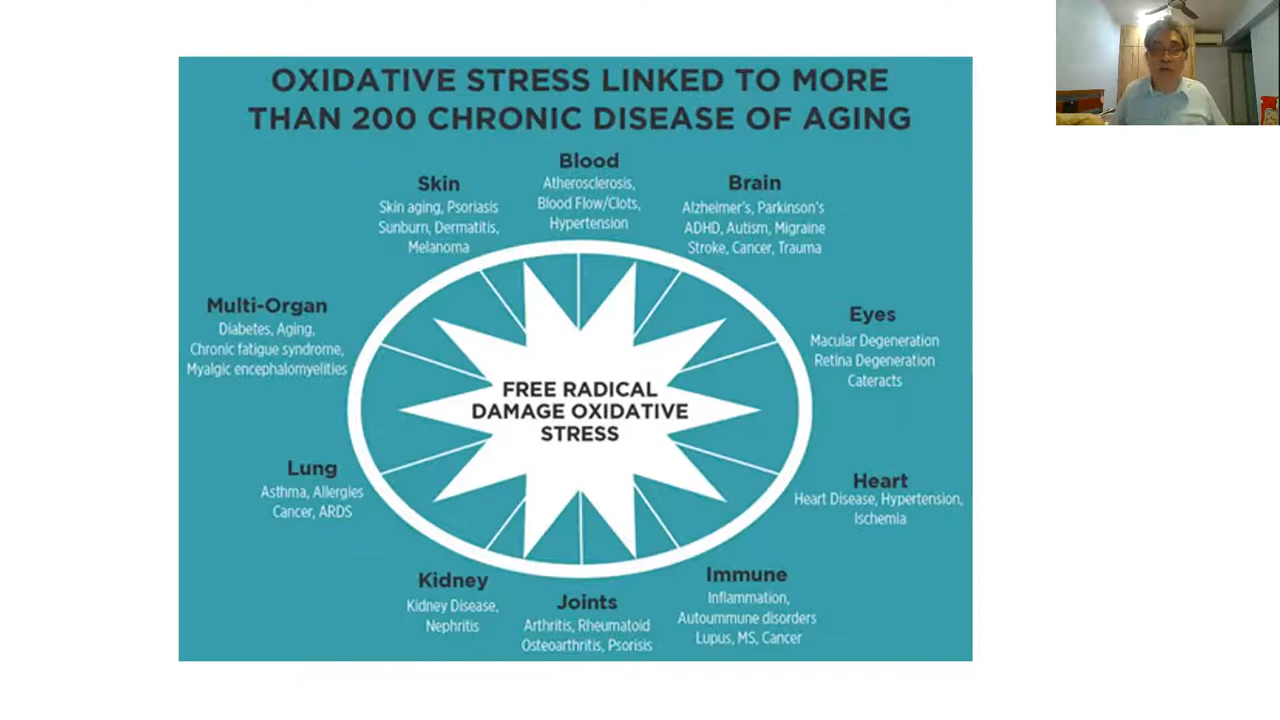 OXIDATIVE STRESS LINKED TO MORE
THAN 200 CHRONIC DISEASE OF AGING
Blood
Atherosclerosis,
Blood Flow/Clots,
Hypertension
Skin
Skin aging, Psoriasis
Sunburn, Dermatitis,
Melanoma
Brain
Alzheimer's, Parkinson's
ADHD, Autism, Migraine
Stroke, Cancer, Trauma
Multi-Organ
Diabetes, Aging,
Chronic fatigue syndrome,
Myalgic encephalomyelities
Eyes
Macular Degeneration
Retina Degeneration
Cateracts
FREE RADICAL
DAMAGE OXIDATIVE
STRESS
Lung
Asthma, Allergies
Cancer, ARDS
Heart
Heart Disease, Hypertension,
Ischemia
Kidney
Kidney Disease,
Nephritis
Joints
Arthritis, Rheumatoid
Osteoarthritis, Psorisis
Immune
Inflammation,
Autoummune disorders
Lupus, MS, Cancer